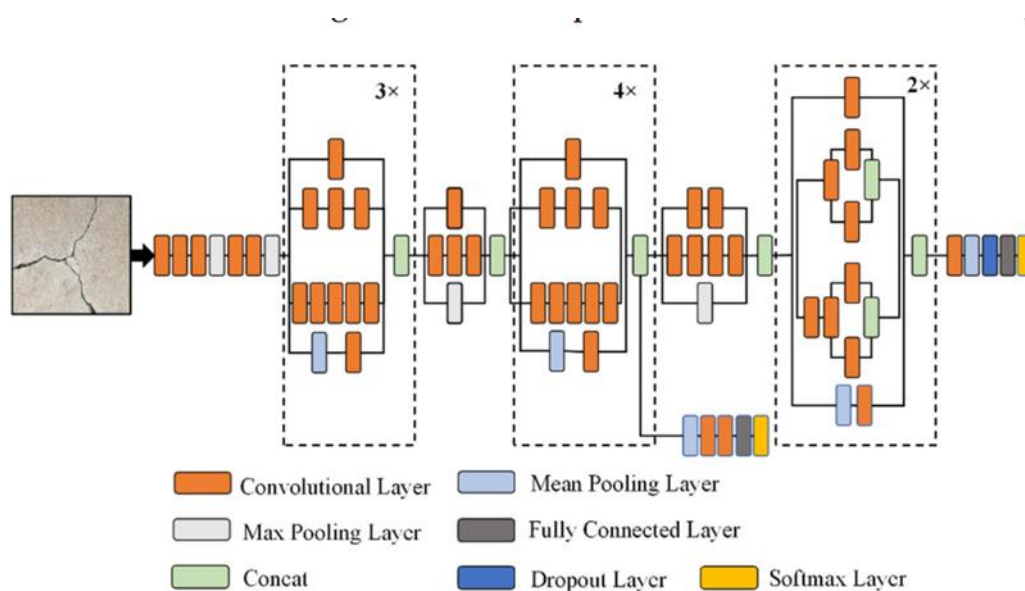 3×
4×
2×
Convolutional Layer
Mean Pooling Layer
Max Pooling Layer
Fully Connected Layer
Concat
Dropout Layer
Softmax Layer